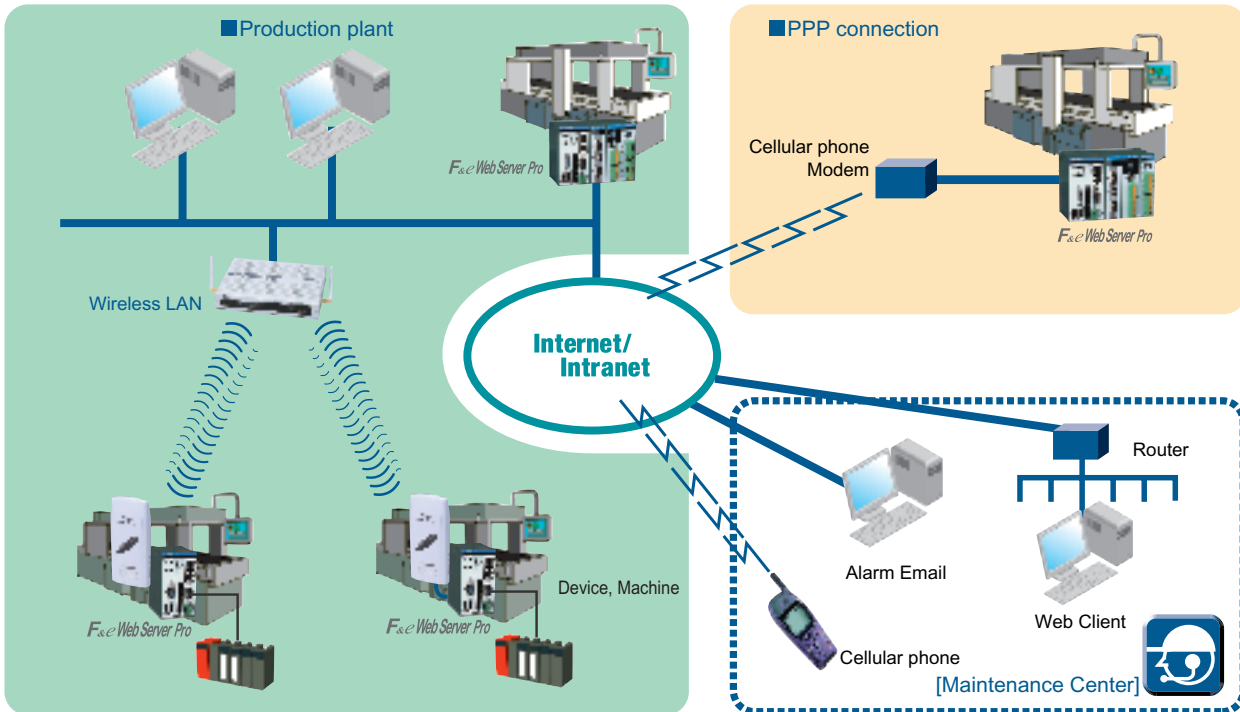 ■Production plant
F&e Web Server Pro
Wireless LAN
F&e Web Server Pro
F&e Web Server Pro
Device, Machine
Internet/
Intranet
■PPP connection
Cellular phone
Modem
F&e Web Server Pro
Router
Alarm Email
Web Client
Cellular phone
[Maintenance Center]